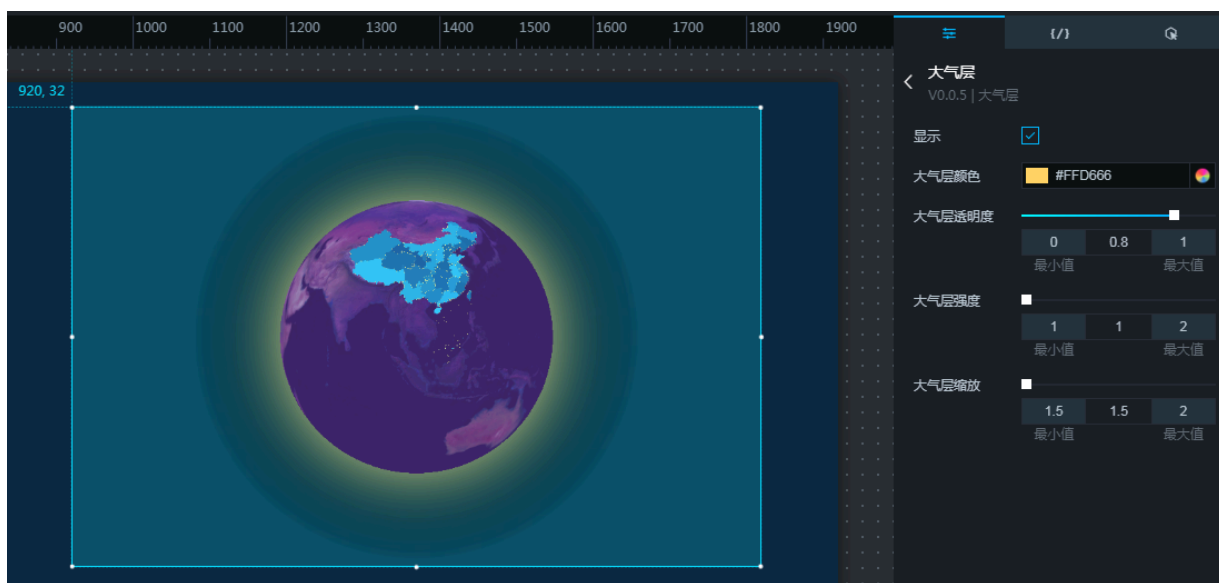 900 1000 1100 1200 1300 1400 1500 1600 1700 1800 1900
{/}
920, 32
大气层
V0.0.5 | 大气层
显示
大气层颜色 #FFD666
大气层透明度
0 0.8 1
最小值 最大值
大气层强度
1 1 2
最小值 最大值
大气层缩放
1.5 1.5 2
最小值 最大值